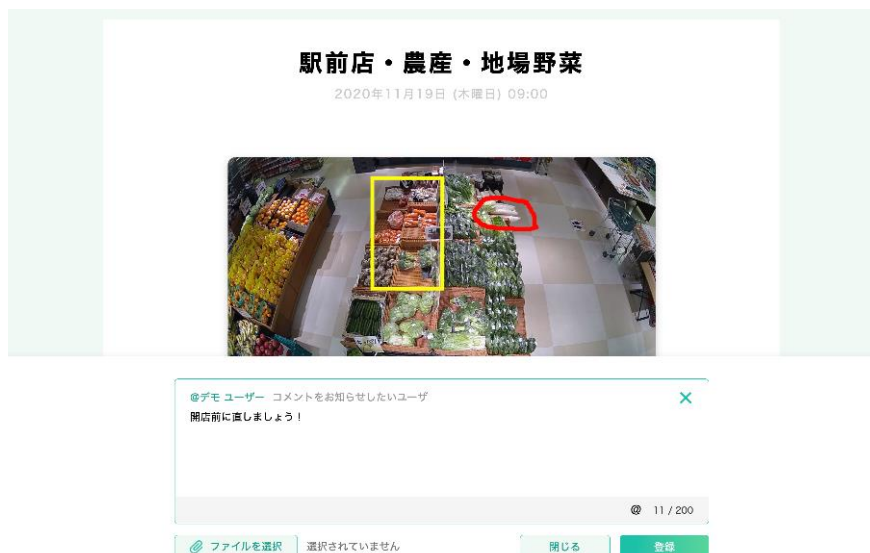 駅前店・農産・地場野菜
2020年11月19日 (木曜日) 09:00
@デモ ユーザー コメントをお知らせしたいユーザ
開店前に直しましょう！
@ 11 / 200
ファイルを選択 選択されていません 閉じる 登録